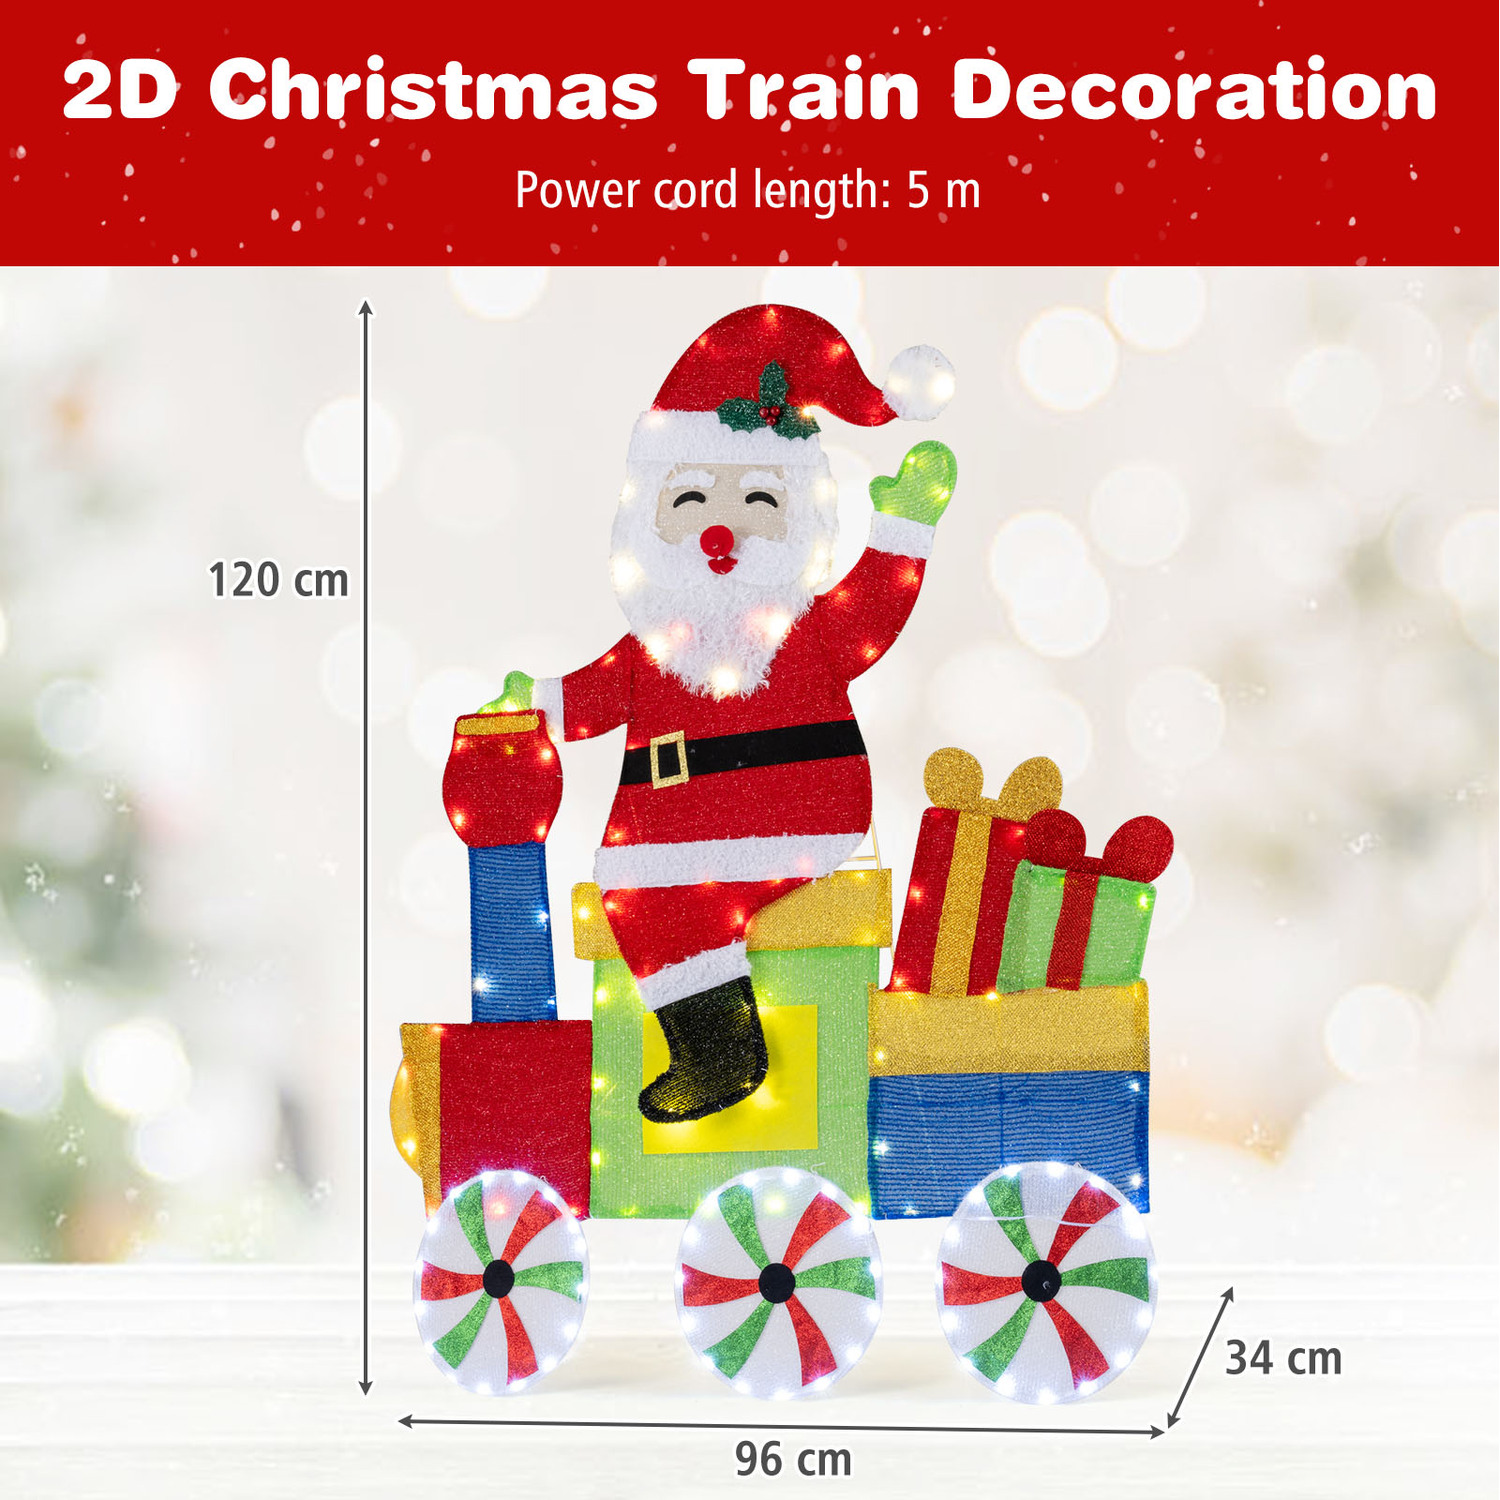 2D Christmas Train Decoration
Power cord length: 5 m
120 cm
34 cm
96 cm